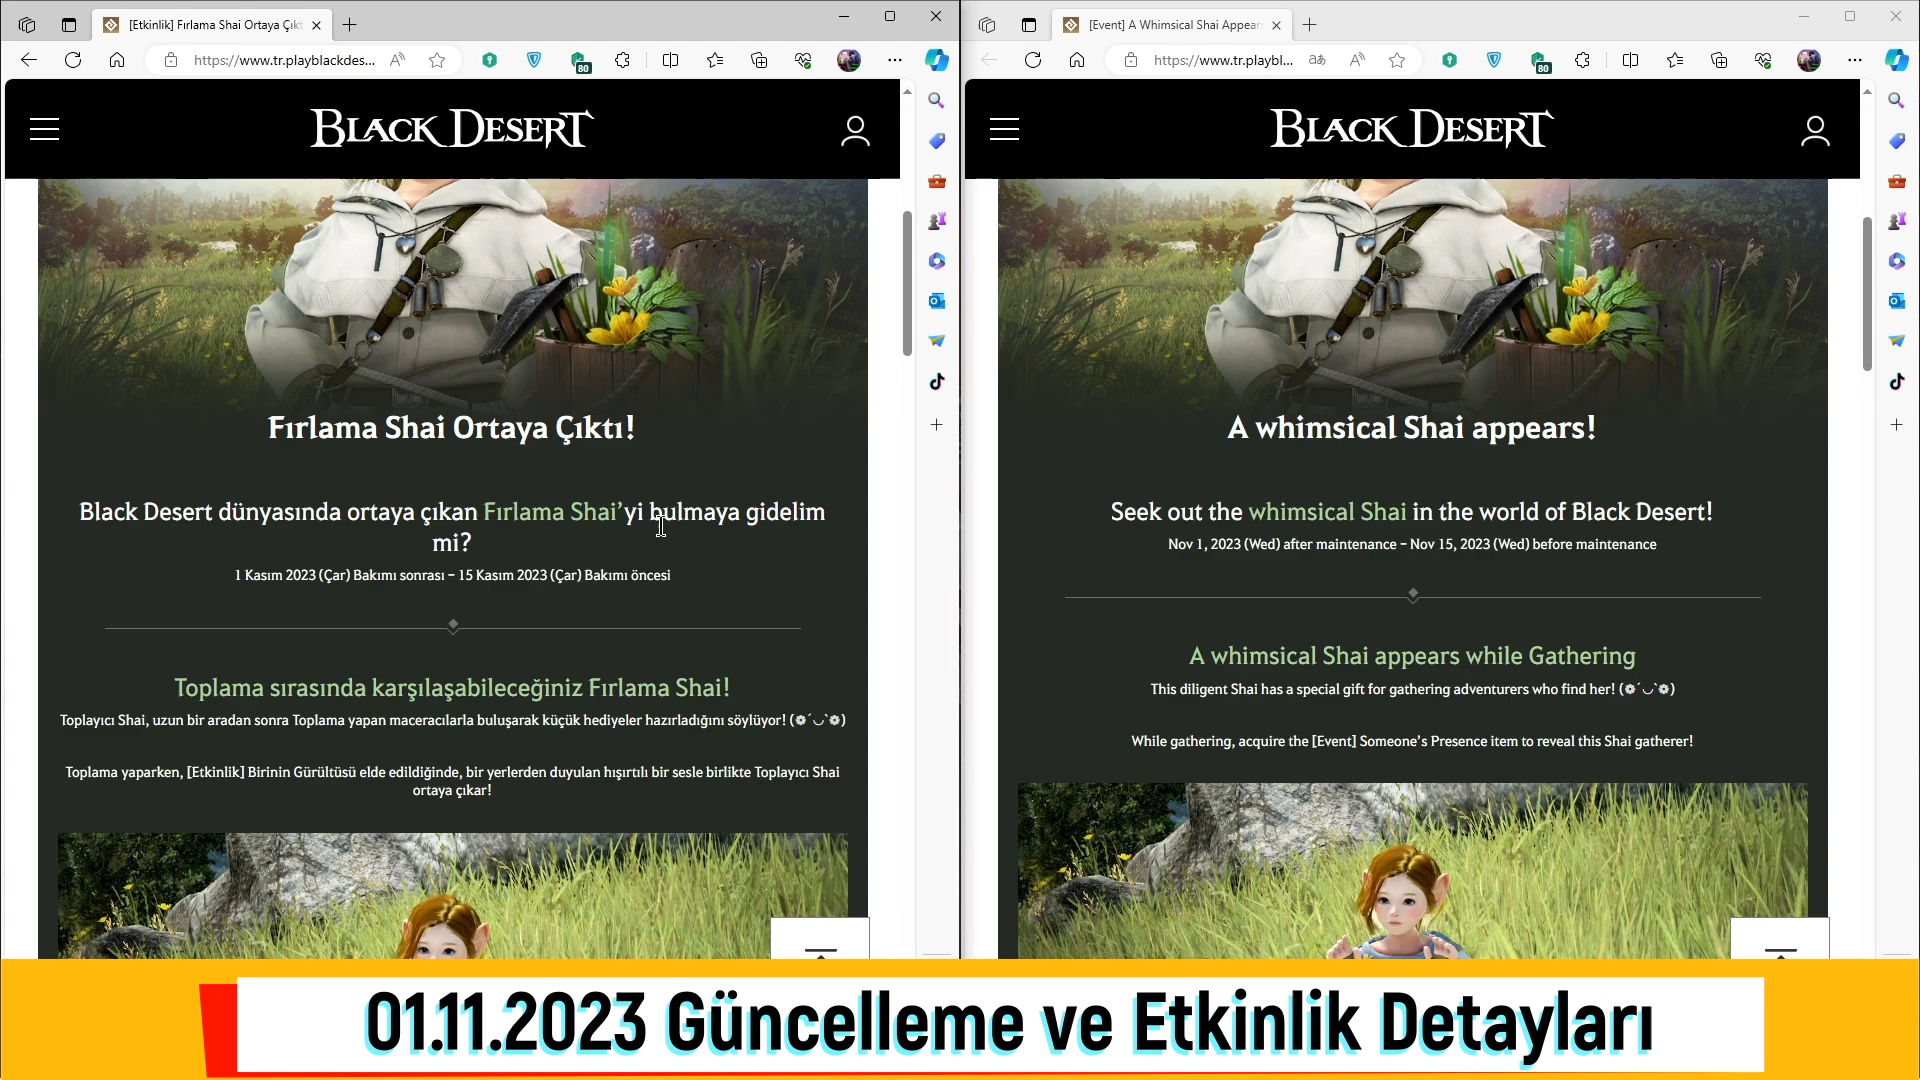 [Etkinlik] Fırlama Shai Ortaya Çıkt
https://www.tr.playblackdes...
80
BLACK DESERT
Fırlama Shai Ortaya Çıktı!
Black Desert dünyasında ortaya çıkan Fırlama Shai’yi bulmaya gidelim
mi?
1 Kasım 2023 (Çar) Bakımı sonrası – 15 Kasım 2023 (Çar) Bakımı öncesi
Toplama sırasında karşılaşabileceğiniz Fırlama Shai!
Toplayıcı Shai, uzun bir aradan sonra Toplama yapan maceracılarla buluşarak küçük hediyeler hazırladığını söylüyor! (❁´◡`❁)
Toplama yaparken, [Etkinlik] Birinin Gürültüsü elde edildiğinde, bir yerlerden duyulan hışırtılı bir sesle birlikte Toplayıcı Shai
ortaya çıkar!
[Event] A Whimsical Shai Appear
https://www.tr.playbl...
80
BLACK DESERT
A whimsical Shai appears!
Seek out the whimsical Shai in the world of Black Desert!
Nov 1, 2023 (Wed) after maintenance – Nov 15, 2023 (Wed) before maintenance
A whimsical Shai appears while Gathering
This diligent Shai has a special gift for gathering adventurers who find her! (❁´◡`❁)
While gathering, acquire the [Event] Someone’s Presence item to reveal this Shai gatherer!
01.11.2023 Güncelleme ve Etkinlik Detayları